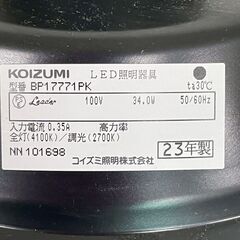 KOIZUMI LED照明器具
型番 BP17771PK ta30℃
Leader 100V 34.0W 50/60Hz
入力電流 0.35A 高力率
全灯(4100K)/調光(2700K)
NN101698 23年製
コイズミ照明株式会社